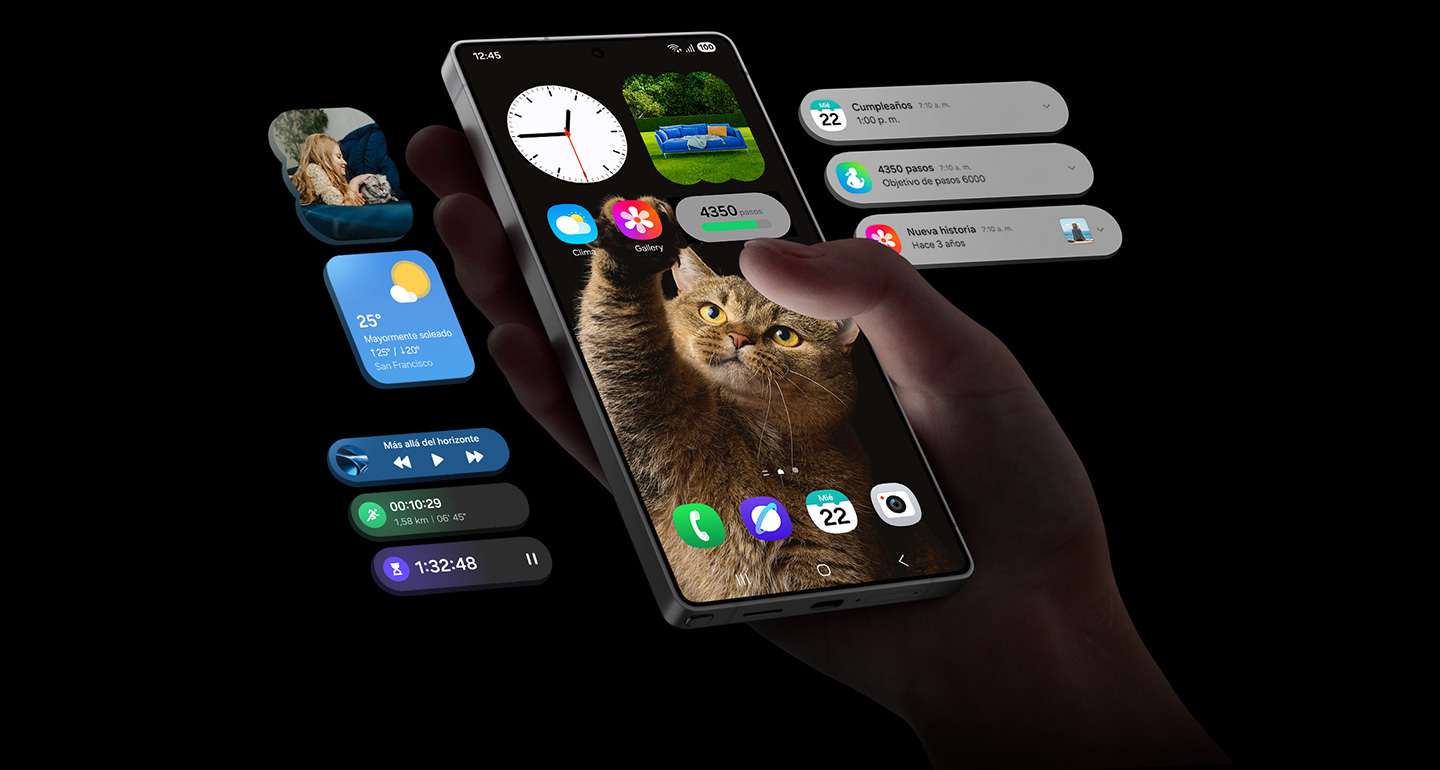 12:45
100
4350 pasos
Clima
Gallery
Mié
22
25°
Mayormente soleado
↑25° / ↓20°
San Francisco
Más allá del horizonte
00:10:29
1,58 km | 06' 45"
1:32:48
Mié
22
Cumpleaños 7:10 a. m.
1:00 p. m.
4350 pasos 7:10 a. m.
Objetivo de pasos 6000
Nueva historia 7:10 a. m.
Hace 3 años